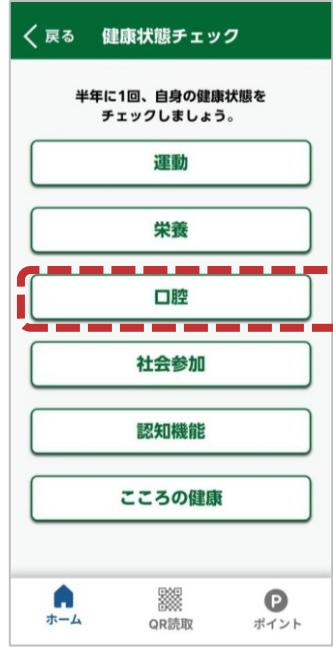 戻る 健康状態チェック
半年に1回、自身の健康状態を
チェックしましょう。
運動
栄養
口腔
社会参加
認知機能
こころの健康
ホーム QR読取 P ポイント